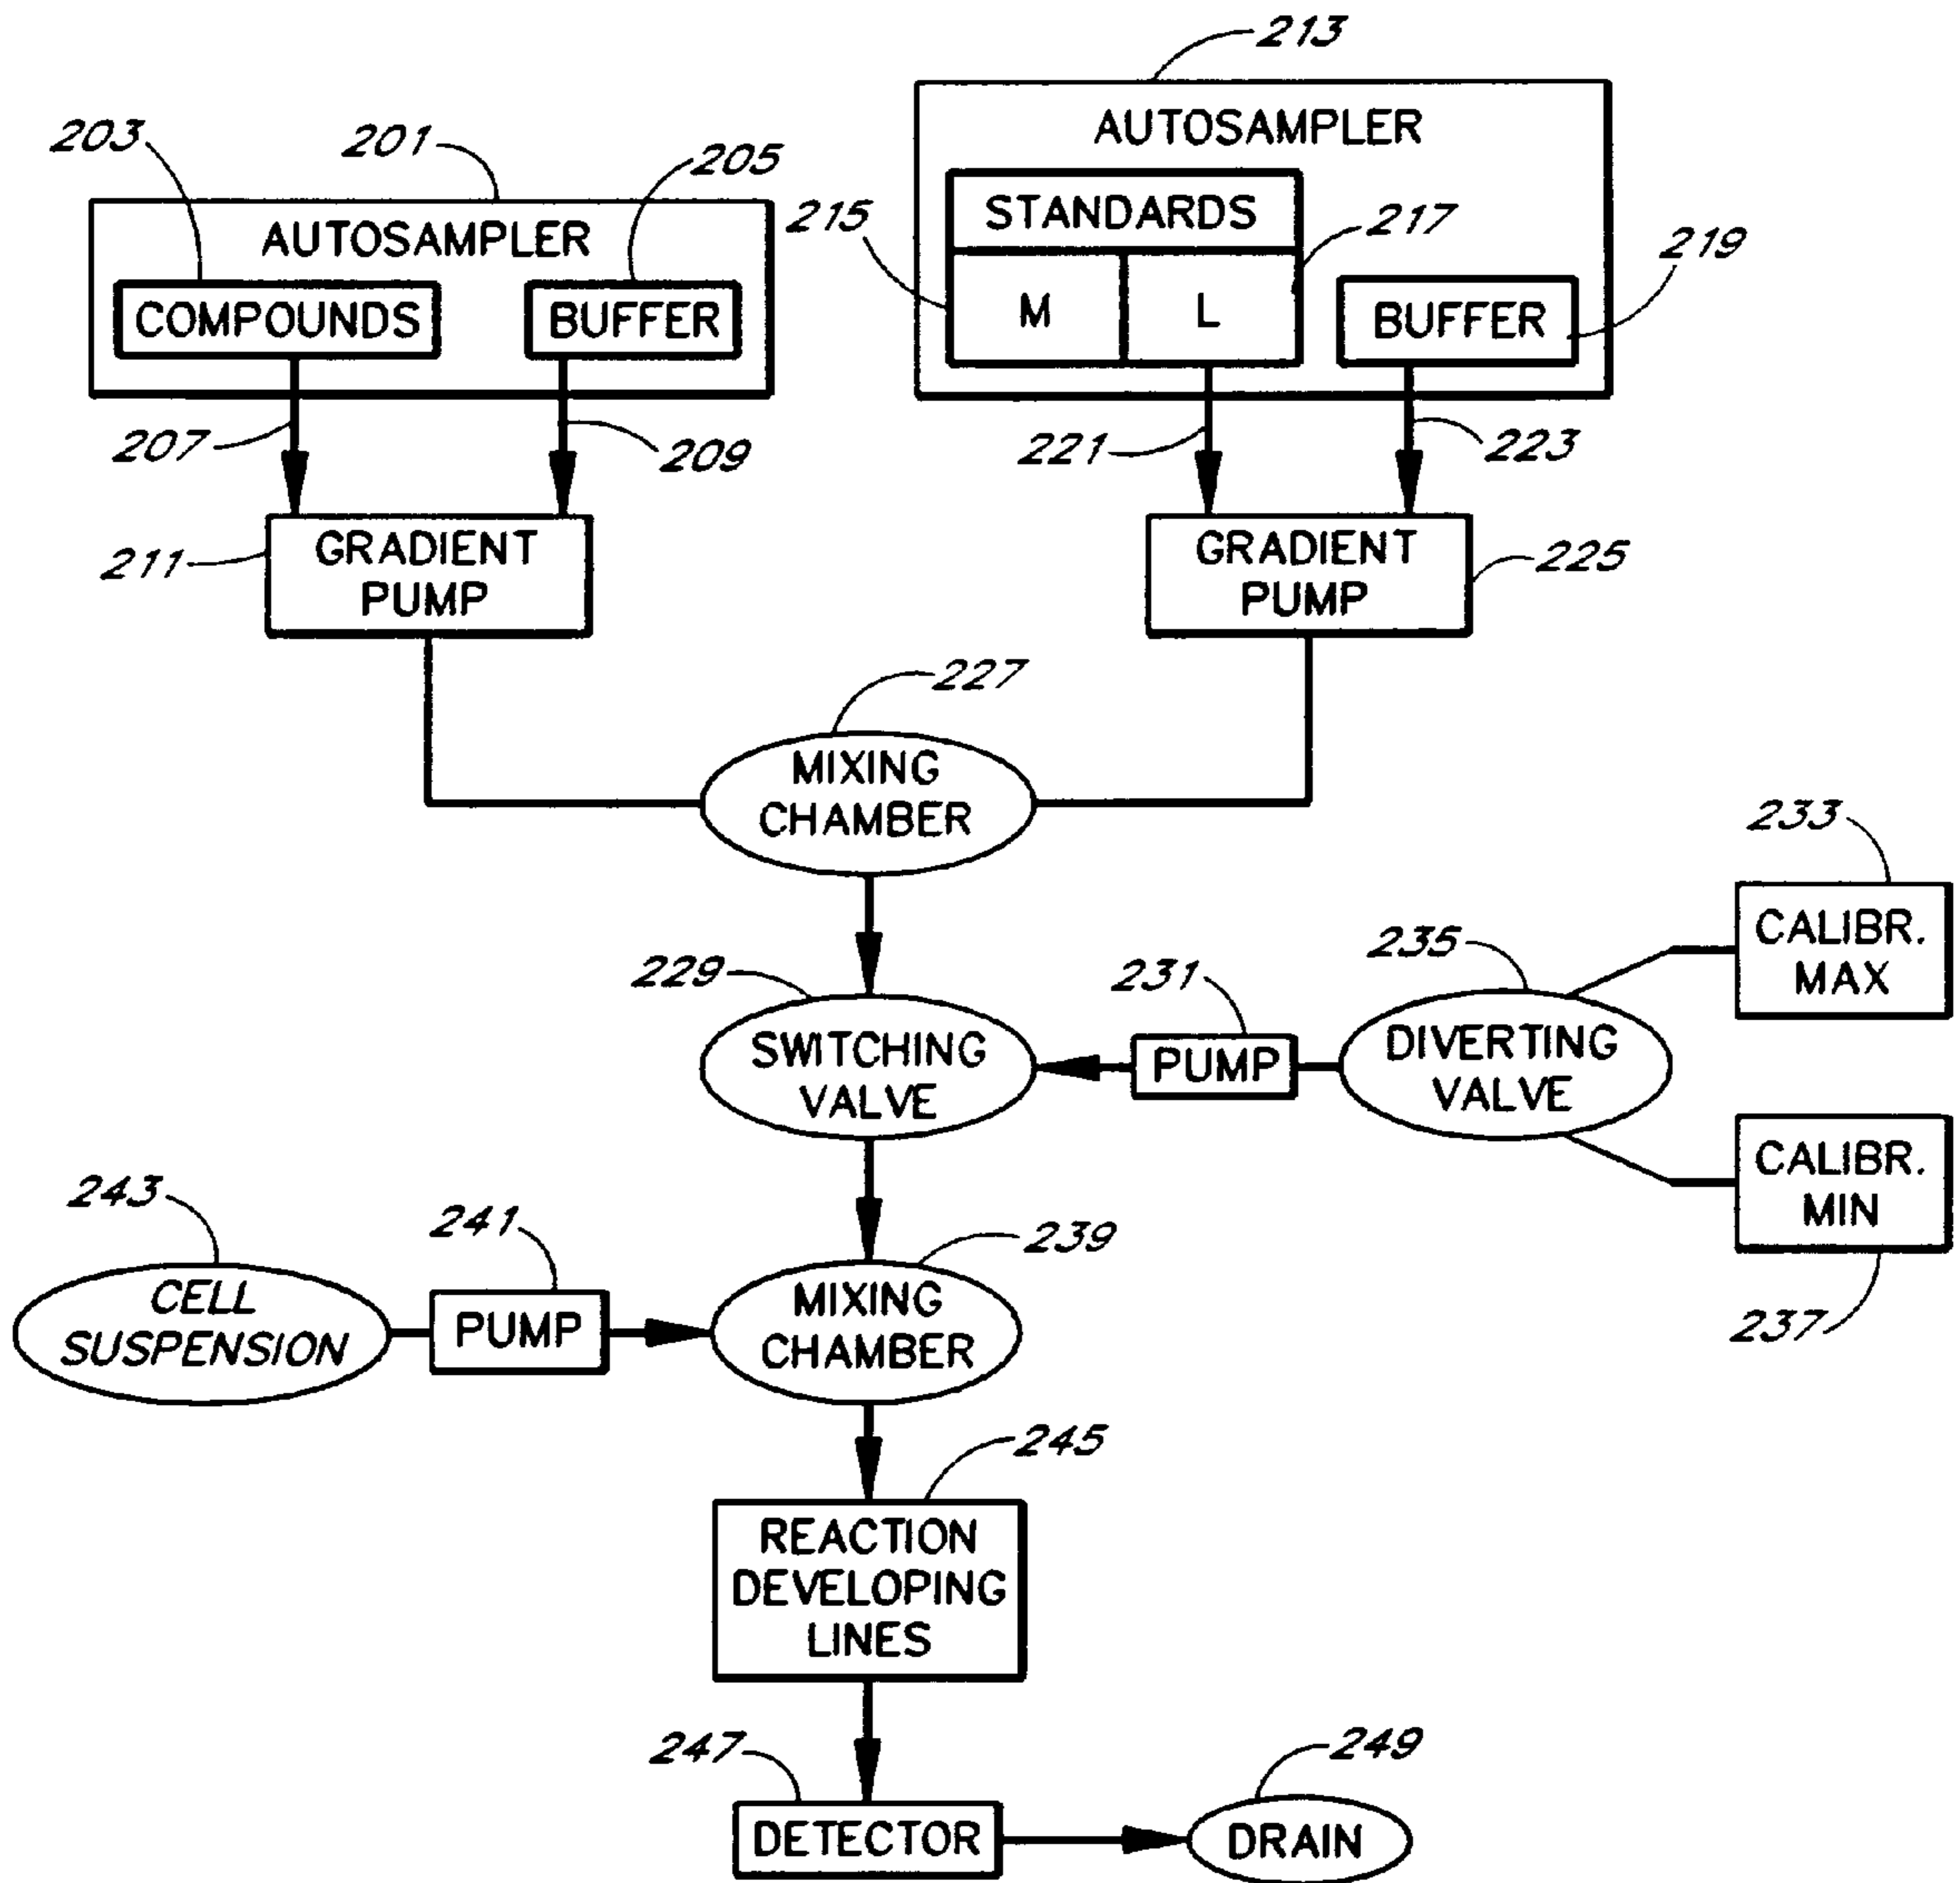 213
203
201
205
AUTOSAMPLER
215
STANDARDS
217
219
AUTOSAMPLER
COMPOUNDS
BUFFER
M
L
BUFFER
207
209
221
223
211
GRADIENT
PUMP
GRADIENT
PUMP
225
227
MIXING
CHAMBER
233
229
231
235
CALIBR.
MAX
SWITCHING
VALVE
PUMP
DIVERTING
VALVE
243
241
239
CALIBR.
MIN
CELL
SUSPENSION
PUMP
MIXING
CHAMBER
237
245
REACTION
DEVELOPING
LINES
247
249
DETECTOR
DRAIN